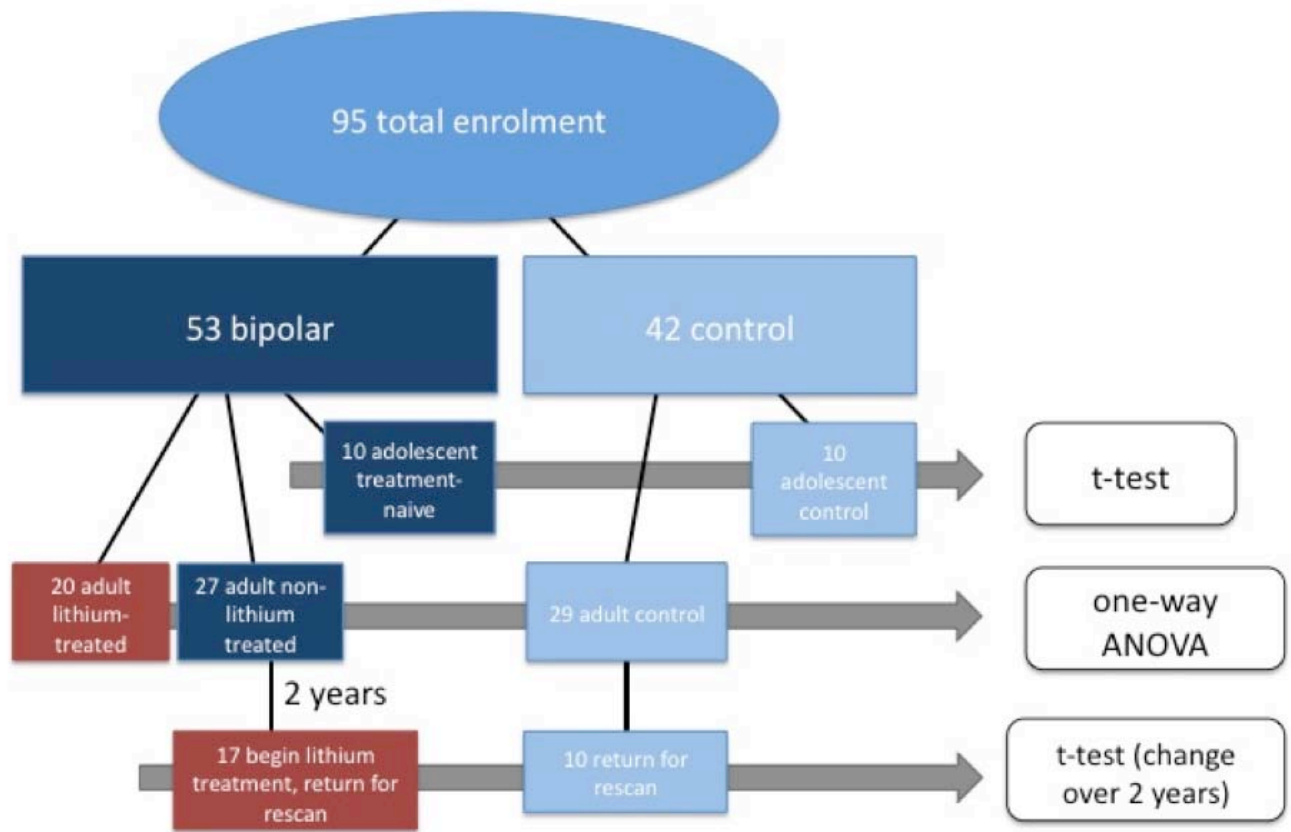 95 total enrolment
53 bipolar
42 control
10 adolescent
treatment-
naive
10
adolescent
control
t-test
20 adult
lithium-
treated
27 adult non-
lithium
treated
29 adult control
one-way
ANOVA
2 years
17 begin lithium
treatment, return for
rescan
10 return for
rescan
t-test (change
over 2 years)